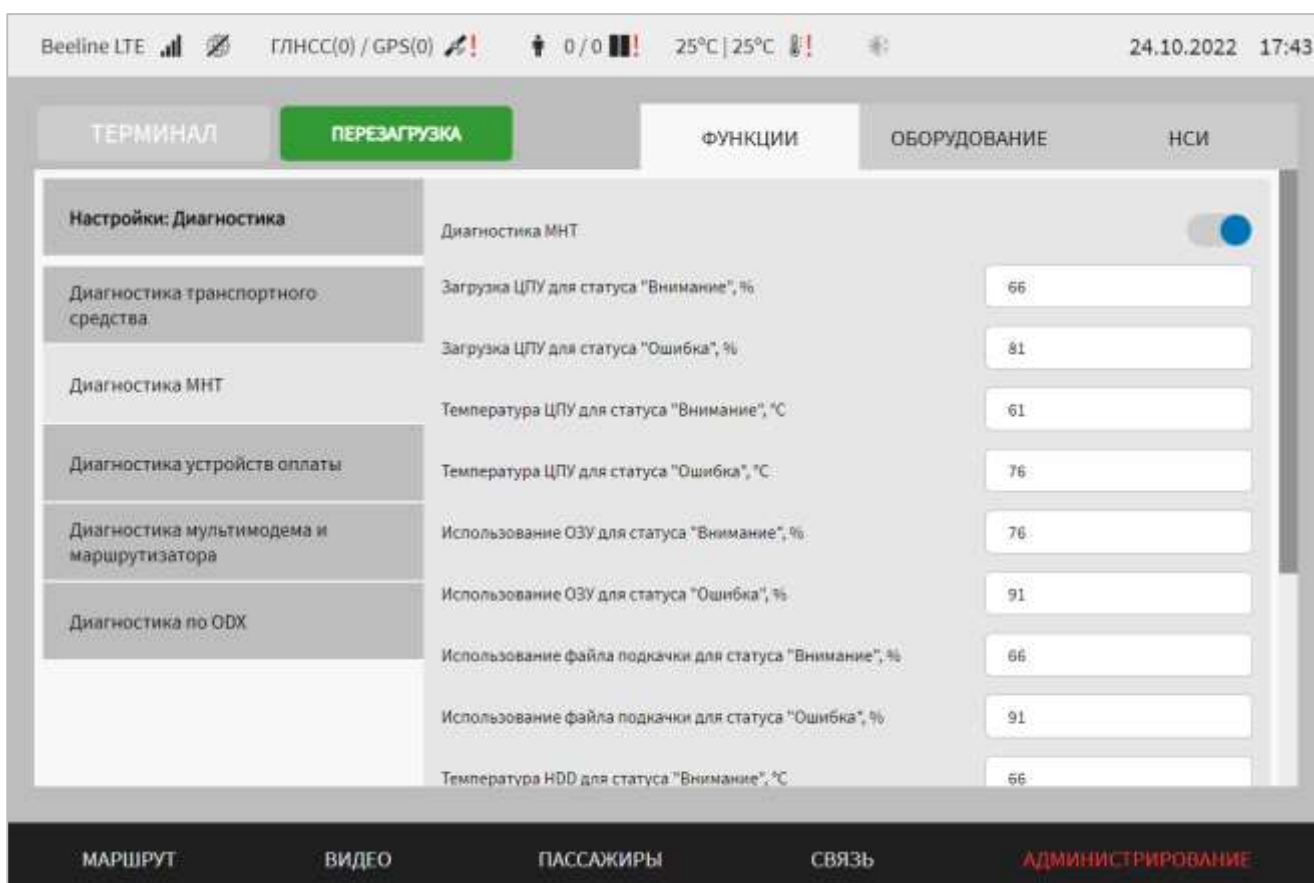 Beeline LTE ГЛНСС(0) / GPS(0) ! 0 / 0 ! 25°C | 25°C ! 24.10.2022 17:43
ТЕРМИНАЛ ПЕРЕЗАГРУЗКА ФУНКЦИИ ОБОРУДОВАНИЕ НСИ
Настройки: Диагностика
Диагностика транспортного
средства
Диагностика МНТ
Диагностика устройств оплаты
Диагностика мультимодема и
маршрутизатора
Диагностика по ODX
Диагностика МНТ
Загрузка ЦПУ для статуса "Внимание", % 66
Загрузка ЦПУ для статуса "Ошибка", % 81
Температура ЦПУ для статуса "Внимание", °C 61
Температура ЦПУ для статуса "Ошибка", °C 76
Использование ОЗУ для статуса "Внимание", % 76
Использование ОЗУ для статуса "Ошибка", % 91
Использование файла подкачки для статуса "Внимание", % 66
Использование файла подкачки для статуса "Ошибка", % 91
Температура HDD для статуса "Внимание", °C 66
МАРШРУТ ВИДЕО ПАССАЖИРЫ СВЯЗЬ АДМИНИСТРИРОВАНИЕ